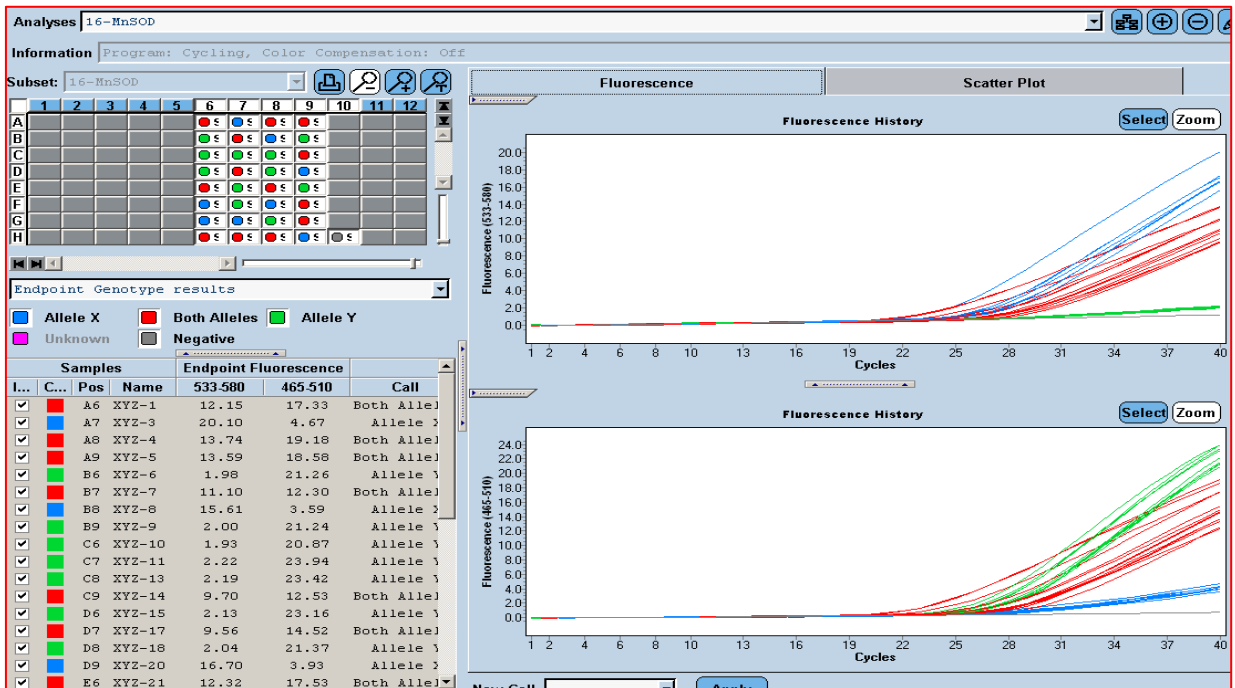 Analyses 16-MnSOD
Information Program: Cycling, Color Compensation: Off
Subset: 16-MnSOD
1 2 3 4 5 6 7 8 9 10 11 12
A S S S S
B S S S S
C S S S S
D S S S S
E S S S S
F S S S S
G S S S S
H S S S S S
Endpoint Genotype results
Allele X Both Alleles Allele Y
Unknown Negative
Samples Endpoint Fluorescence
I... C... Pos Name 533-580 465-510 Call
A6 XYZ-1 12.15 17.33 Both Allel
A7 XYZ-3 20.10 4.67 Allele X
A8 XYZ-4 13.74 19.18 Both Allel
A9 XYZ-5 13.59 18.58 Both Allel
B6 XYZ-6 1.98 21.26 Allele Y
B7 XYZ-7 11.10 12.30 Both Allel
B8 XYZ-8 15.61 3.59 Allele X
B9 XYZ-9 2.00 21.24 Allele Y
C6 XYZ-10 1.93 20.87 Allele Y
C7 XYZ-11 2.22 23.94 Allele Y
C8 XYZ-13 2.19 23.42 Allele Y
C9 XYZ-14 9.70 12.53 Both Allel
D6 XYZ-15 2.13 23.16 Allele Y
D7 XYZ-17 9.56 14.52 Both Allel
D8 XYZ-18 2.04 21.37 Allele Y
D9 XYZ-20 16.70 3.93 Allele X
E6 XYZ-21 12.32 17.53 Both Allel
Fluorescence Scatter Plot
Fluorescence History Select Zoom
Fluorescence (533-580)
20.0
18.0
16.0
14.0
12.0
10.0
8.0
6.0
4.0
2.0
0.0
1 2 4 6 8 10 13 16 19 22 25 28 31 34 37 40
Cycles
Fluorescence History Select Zoom
Fluorescence (465-510)
24.0
22.0
20.0
18.0
16.0
14.0
12.0
10.0
8.0
6.0
4.0
2.0
0.0
1 2 4 6 8 10 13 16 19 22 25 28 31 34 37 40
Cycles
New Call Apply